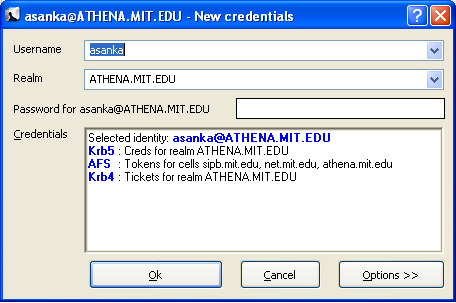 asanka@ATHENA.MIT.EDU - New credentials
Username asanka
Realm ATHENA.MIT.EDU
Password for asanka@ATHENA.MIT.EDU
Credentials
Selected identity: asanka@ATHENA.MIT.EDU
Krb5 : Creds for realm ATHENA.MIT.EDU
AFS : Tokens for cells sipb.mit.edu, net.mit.edu, athena.mit.edu
Krb4 : Tickets for realm ATHENA.MIT.EDU
Ok Cancel Options >>